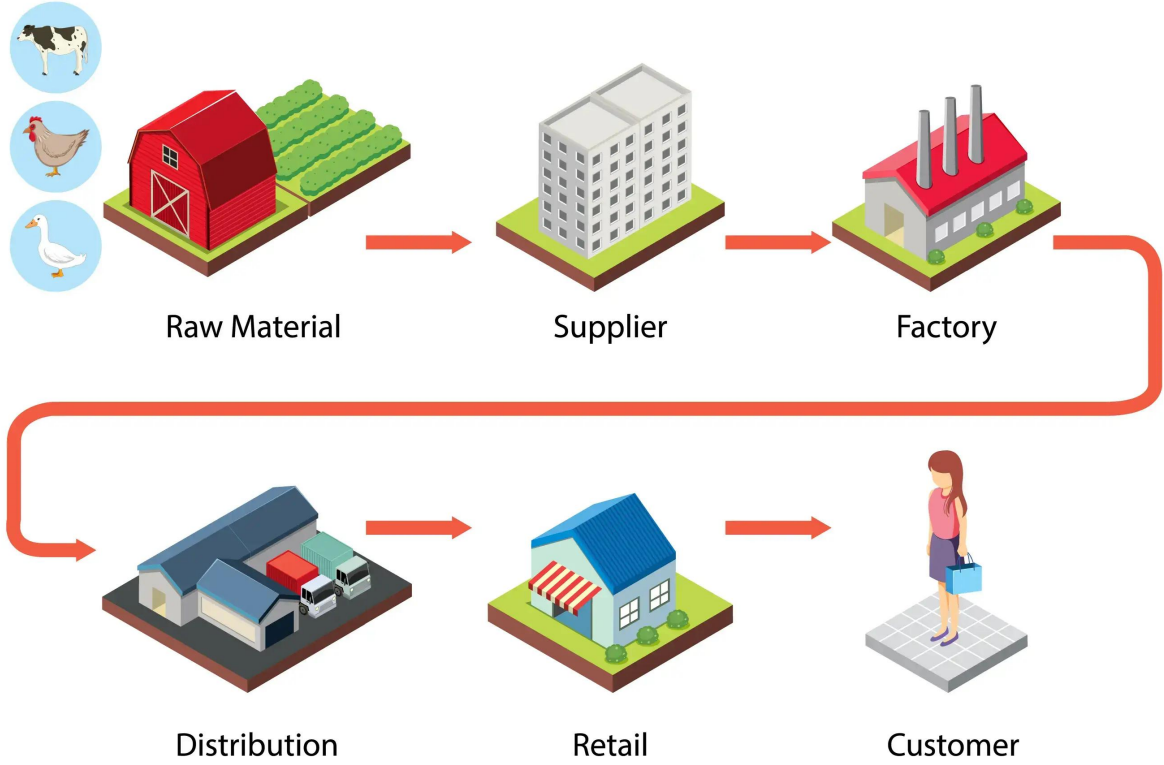 Raw Material
Supplier
Factory
Distribution
Retail
Customer